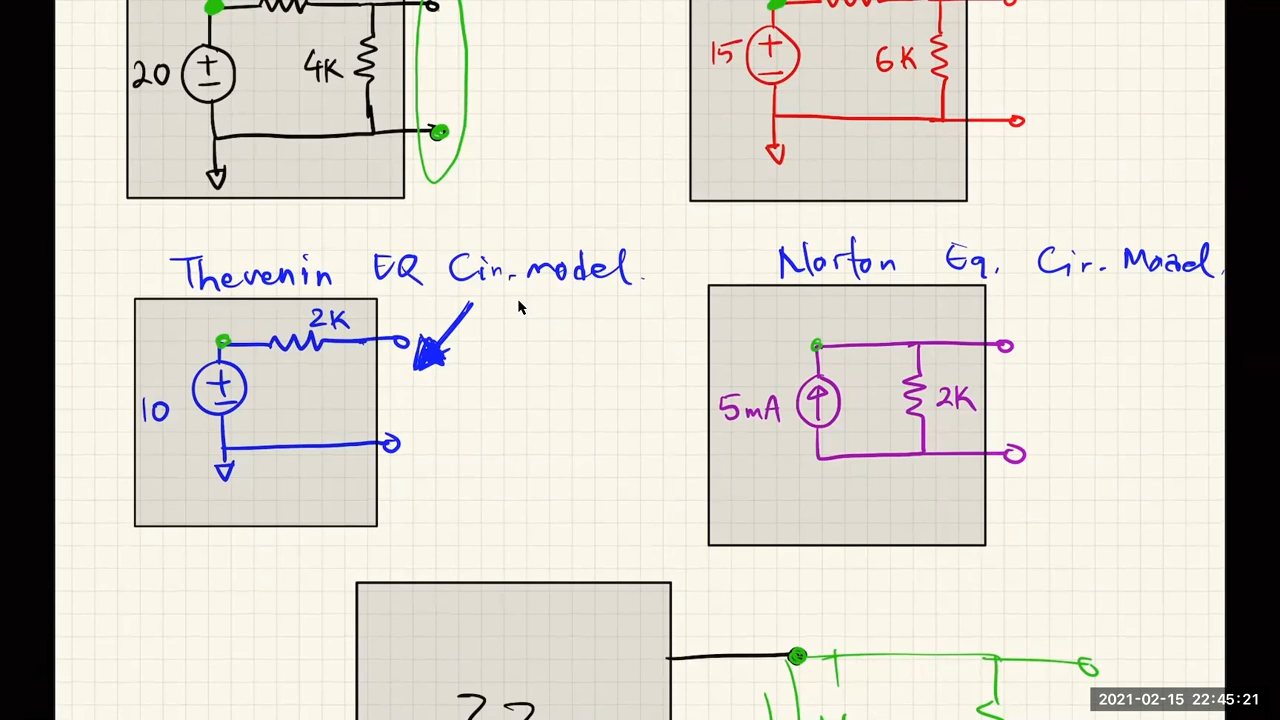 20
4K
15
6K
Thevenin EQ Cir. model.
Norton Eq. Cir. Moadl.
2K
10
5mA
2K
??
2021-02-15 22:45:21